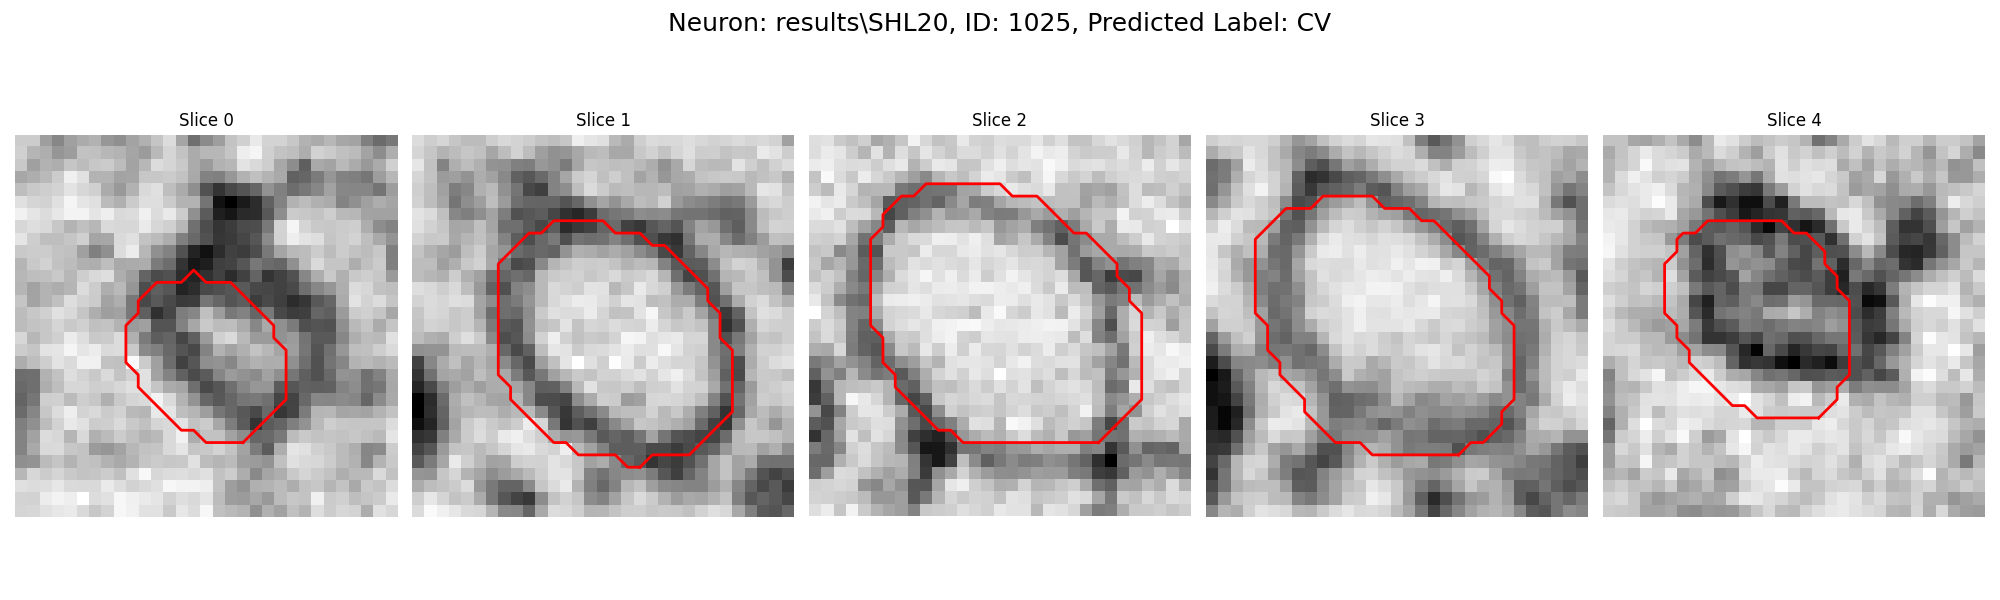 Neuron: results\SHL20, ID: 1025, Predicted Label: CV
Slice 0
Slice 1
Slice 2
Slice 3
Slice 4